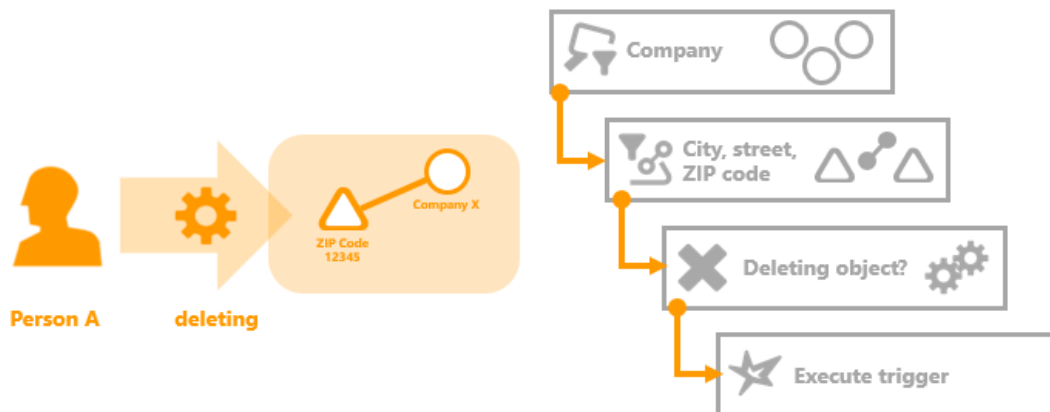 Company
City, street,
ZIP code
Company X
ZIP Code
12345
Deleting object?
Person A
deleting
Execute trigger